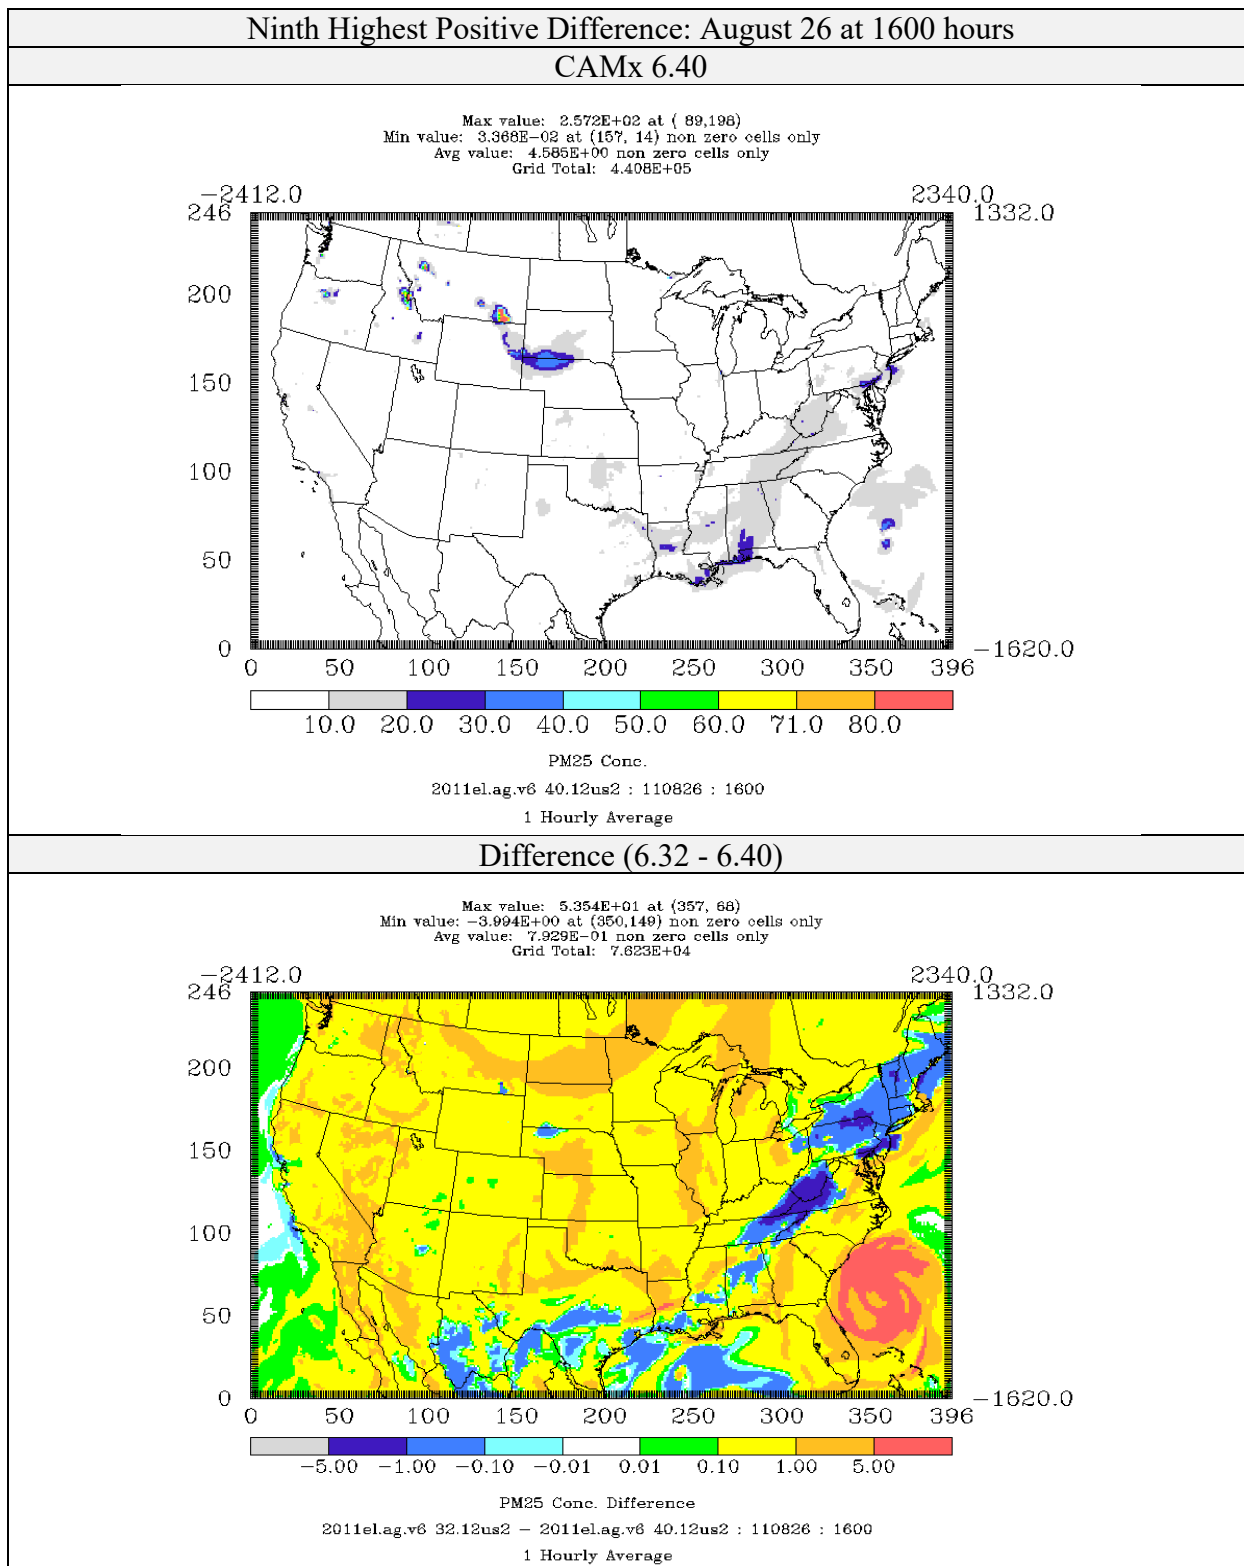 Ninth Highest Positive Difference: August 26 at 1600 hours
CAMx 6.40
Max value: 2.572E+02 at ( 89,198)
Min value: 3.368E-02 at (157, 14) non zero cells only
Avg value: 4.585E+00 non zero cells only
Grid Total: 4.408E+05
-2412.0 2340.0
246 1332.0
200
150
100
50
0 -1620.0
0 50 100 150 200 250 300 350 396
10.0 20.0 30.0 40.0 50.0 60.0 71.0 80.0
PM25 Conc.
2011el.ag.v6 40.12us2 : 110826 : 1600
1 Hourly Average
Difference (6.32 - 6.40)
Max value: 5.354E+01 at (357, 68)
Min value: -3.994E+00 at (350,149) non zero cells only
Avg value: 7.929E-01 non zero cells only
Grid Total: 7.623E+04
-2412.0 2340.0
246 1332.0
200
150
100
50
0 -1620.0
0 50 100 150 200 250 300 350 396
-5.00 -1.00 -0.10 -0.01 0.01 0.10 1.00 5.00
PM25 Conc. Difference
2011el.ag.v6 32.12us2 - 2011el.ag.v6 40.12us2 : 110826 : 1600
1 Hourly Average